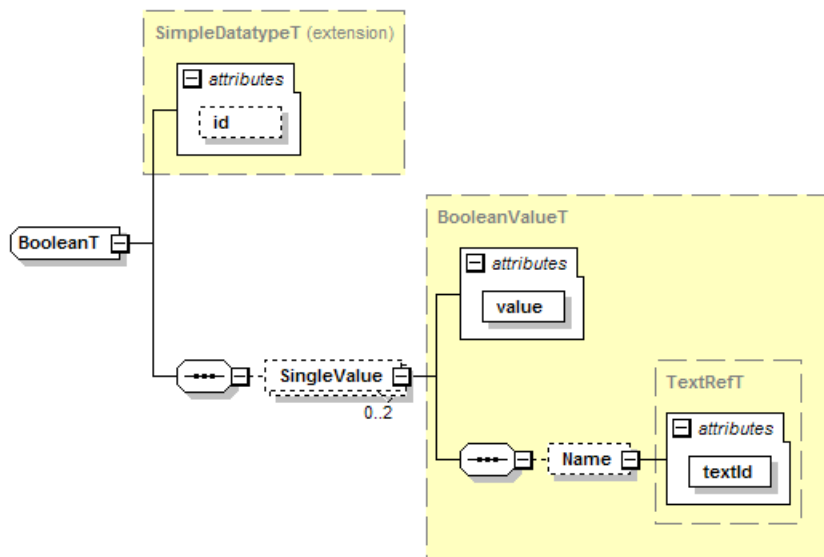 SimpleDatatypeT (extension)
attributes
id
BooleanT
BooleanValueT
attributes
value
SingleValue
0..2
TextRefT
attributes
Name
textId